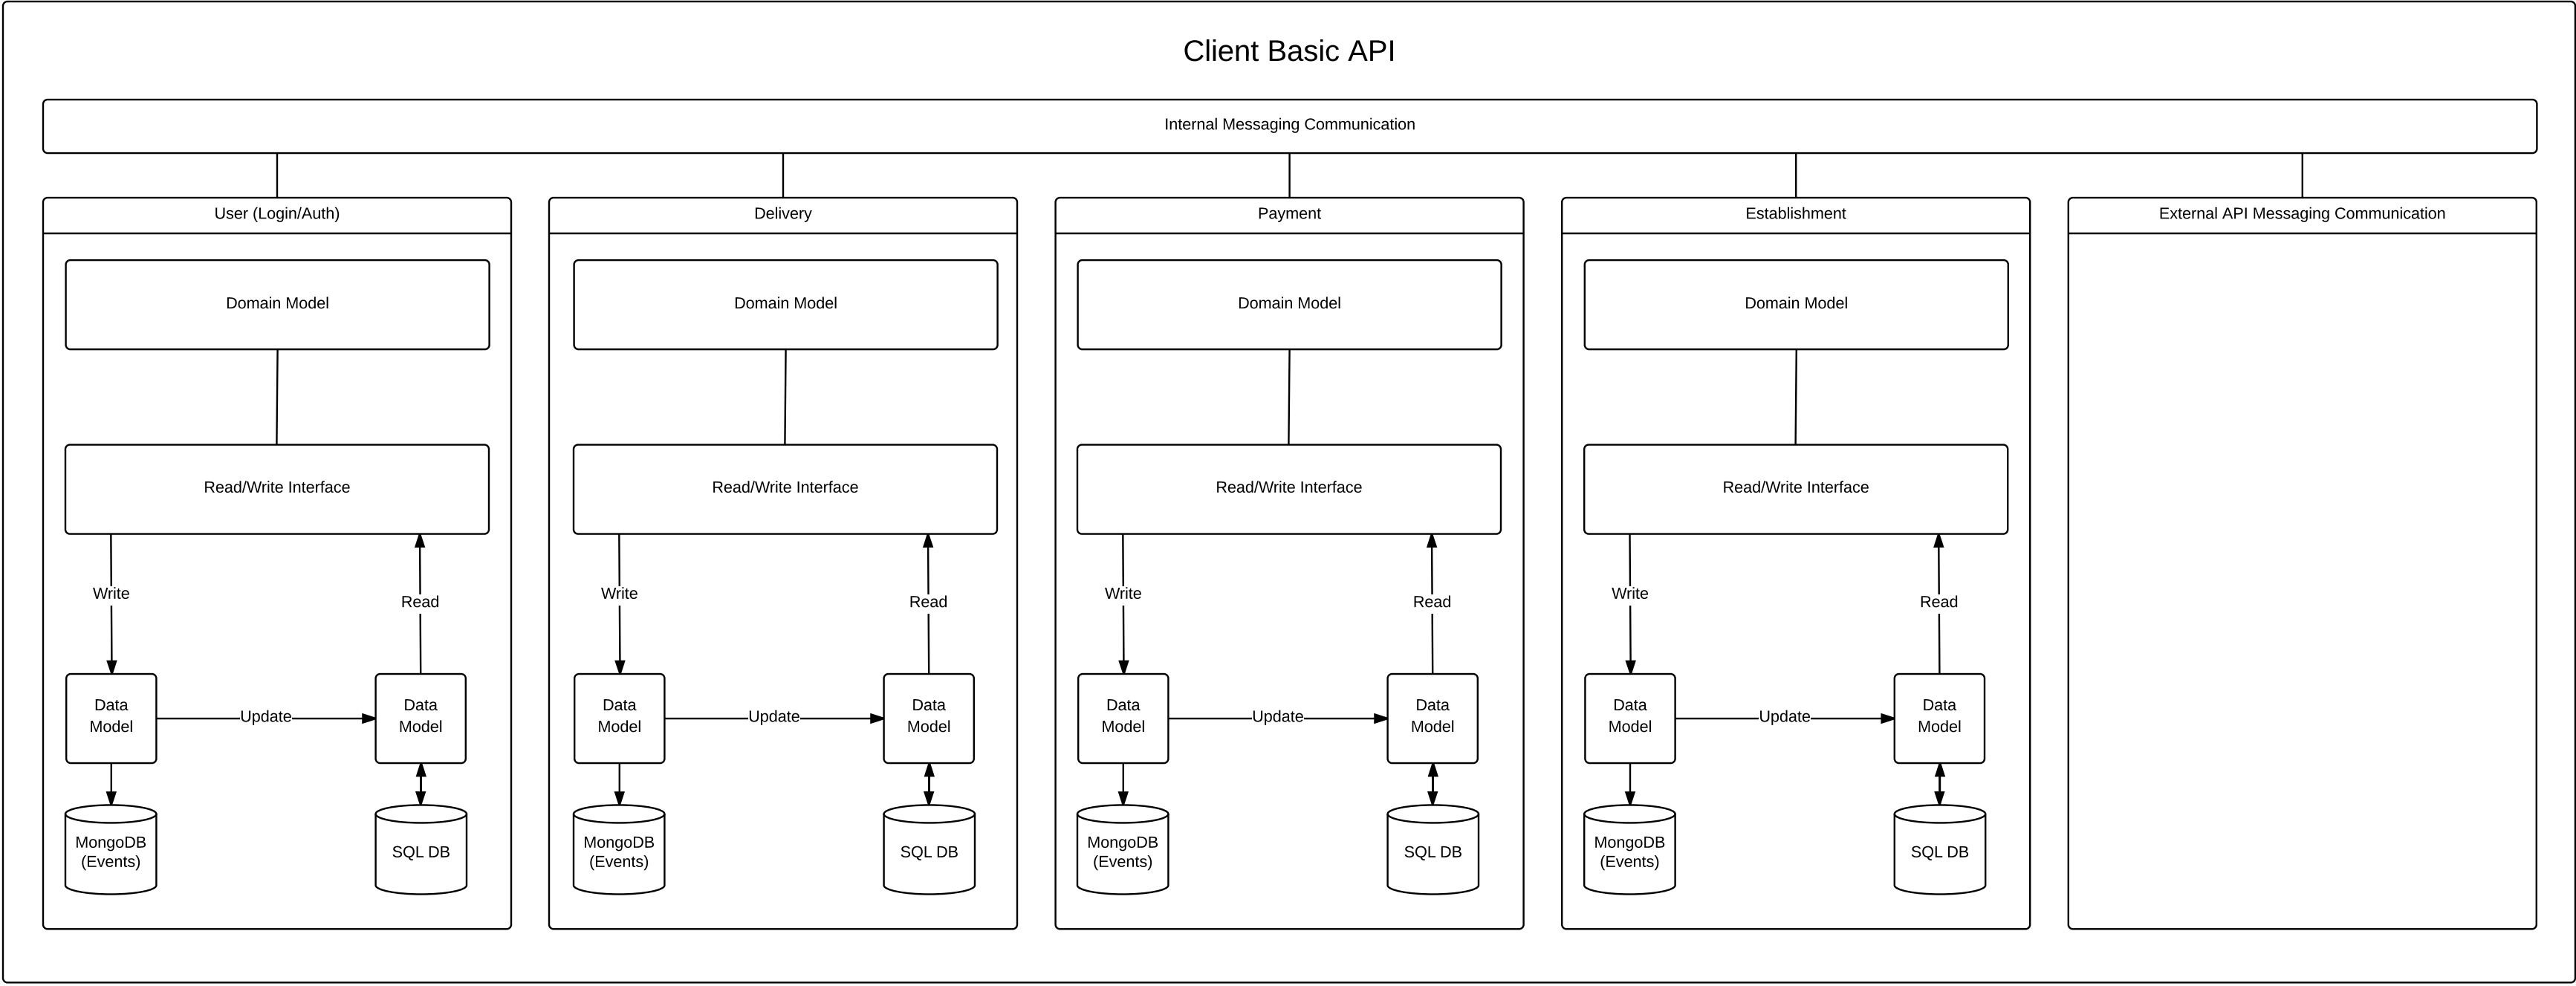 Client Basic API
Internal Messaging Communication
User (Login/Auth)
Domain Model
Read/Write Interface
Write
Read
Data
Model
Update
Data
Model
MongoDB
(Events)
SQL DB
Delivery
Domain Model
Read/Write Interface
Write
Read
Data
Model
Update
Data
Model
MongoDB
(Events)
SQL DB
Payment
Domain Model
Read/Write Interface
Write
Read
Data
Model
Update
Data
Model
MongoDB
(Events)
SQL DB
Establishment
Domain Model
Read/Write Interface
Write
Read
Data
Model
Update
Data
Model
MongoDB
(Events)
SQL DB
External API Messaging Communication